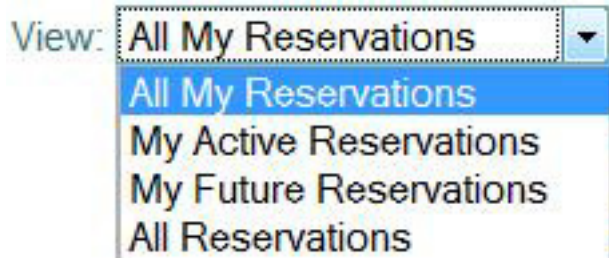 View: All My Reservations
All My Reservations
My Active Reservations
My Future Reservations
All Reservations